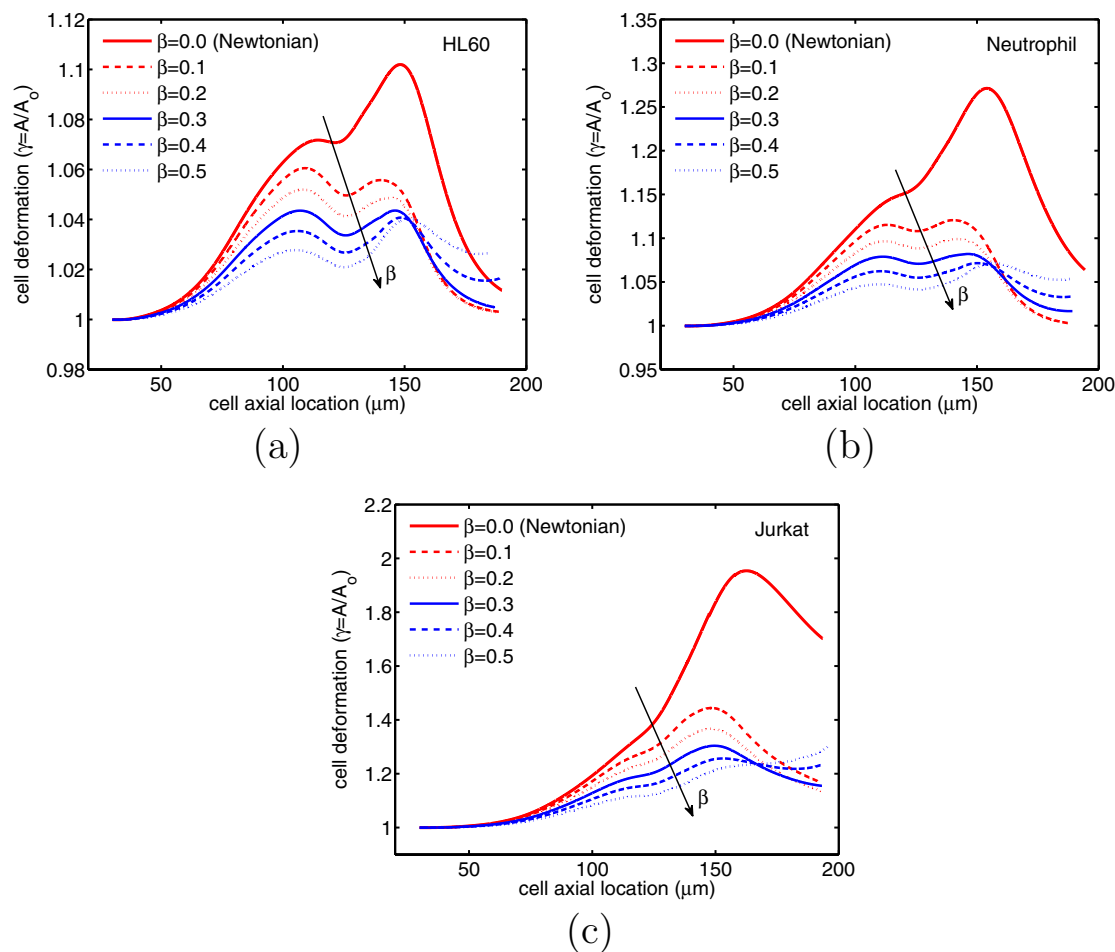 1.12
1.1
1.08
1.06
1.04
1.02
1
0.98
cell deformation (γ=A/Aₒ)
HL60
β=0.0 (Newtonian)
β=0.1
β=0.2
β=0.3
β=0.4
β=0.5
β
50
100
150
200
cell axial location (μm)
(a)
1.35
1.3
1.25
1.2
1.15
1.1
1.05
1
0.95
cell deformation (γ=A/Aₒ)
Neutrophil
β=0.0 (Newtonian)
β=0.1
β=0.2
β=0.3
β=0.4
β=0.5
β
50
100
150
200
cell axial location (μm)
(b)
2.2
2
1.8
1.6
1.4
1.2
1
cell deformation (γ=A/Aₒ)
Jurkat
β=0.0 (Newtonian)
β=0.1
β=0.2
β=0.3
β=0.4
β=0.5
β
50
100
150
200
cell axial location (μm)
(c)